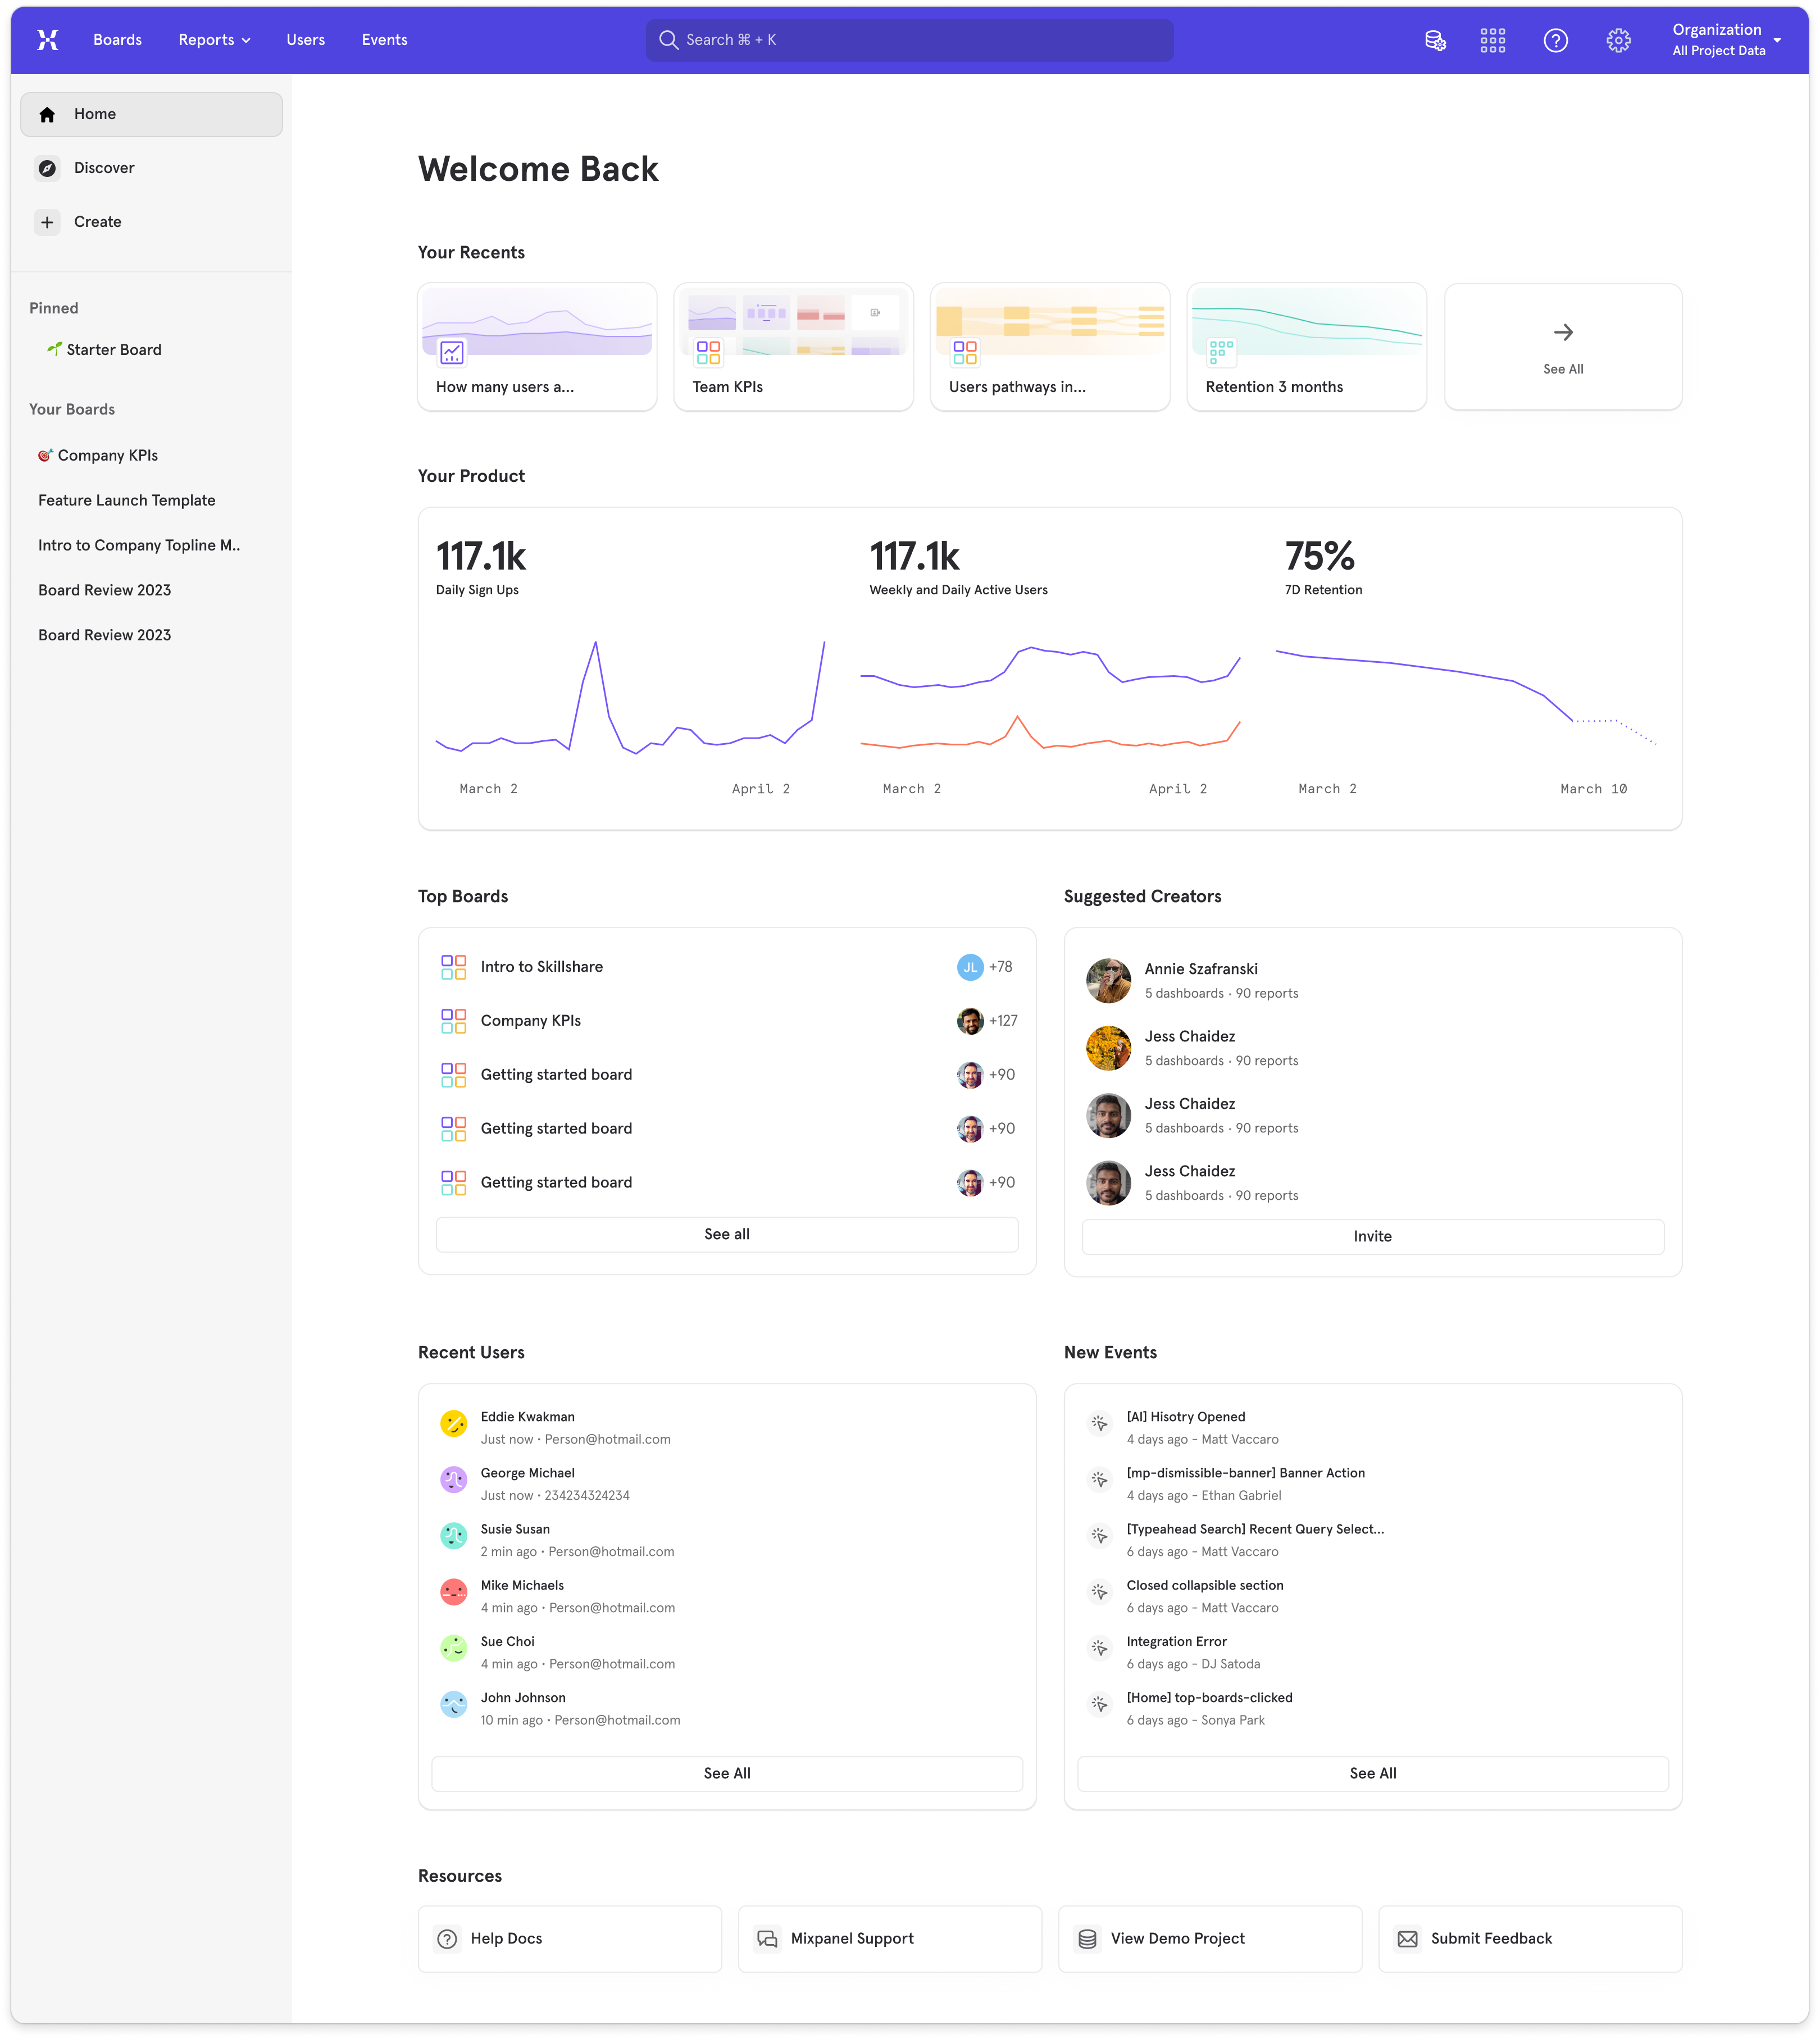 Boards
Reports
Users
Events
Search ⌘ + K
Organization
All Project Data
Home
Discover
Create
Pinned
🌱 Starter Board
Your Boards
🎯 Company KPIs
Feature Launch Template
Intro to Company Topline M..
Board Review 2023
Board Review 2023
Welcome Back
Your Recents
How many users a...
Team KPIs
Users pathways in...
Retention 3 months
See All
Your Product
117.1k
Daily Sign Ups
March 2
April 2
117.1k
Weekly and Daily Active Users
March 2
April 2
75%
7D Retention
March 2
March 10
Top Boards
Intro to Skillshare
JL +78
Company KPIs
+127
Getting started board
+90
Getting started board
+90
Getting started board
+90
See all
Suggested Creators
Annie Szafranski
5 dashboards • 90 reports
Jess Chaidez
5 dashboards • 90 reports
Jess Chaidez
5 dashboards • 90 reports
Jess Chaidez
5 dashboards • 90 reports
Invite
Recent Users
Eddie Kwakman
Just now • Person@hotmail.com
George Michael
Just now • 234234324234
Susie Susan
2 min ago • Person@hotmail.com
Mike Michaels
4 min ago • Person@hotmail.com
Sue Choi
4 min ago • Person@hotmail.com
John Johnson
10 min ago • Person@hotmail.com
See All
New Events
[AI] Hisotry Opened
4 days ago - Matt Vaccaro
[mp-dismissible-banner] Banner Action
4 days ago - Ethan Gabriel
[Typeahead Search] Recent Query Select...
6 days ago - Matt Vaccaro
Closed collapsible section
6 days ago - Matt Vaccaro
Integration Error
6 days ago - DJ Satoda
[Home] top-boards-clicked
6 days ago - Sonya Park
See All
Resources
Help Docs
Mixpanel Support
View Demo Project
Submit Feedback